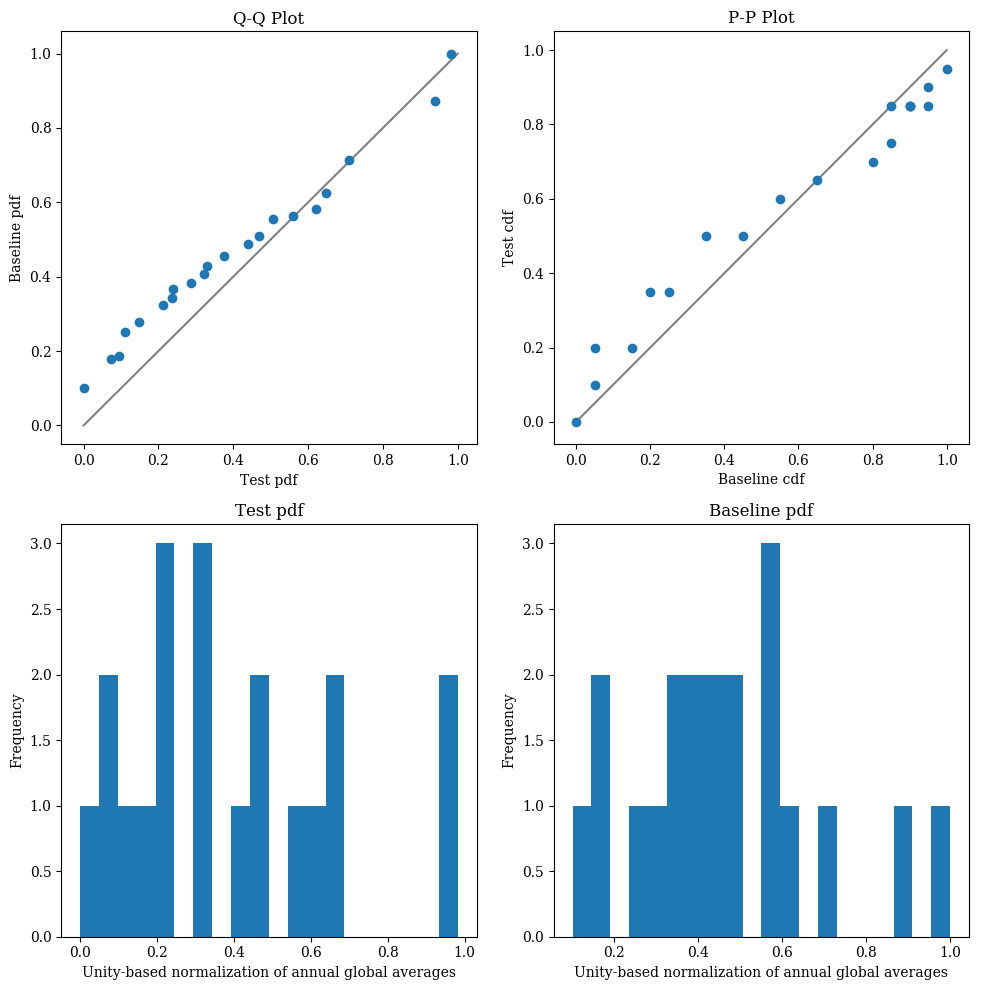 Q-Q Plot
1.0
0.8
0.6
0.4
0.2
0.0
Baseline pdf
0.0 0.2 0.4 0.6 0.8 1.0
Test pdf
P-P Plot
1.0
0.8
0.6
0.4
0.2
0.0
Test cdf
0.0 0.2 0.4 0.6 0.8 1.0
Baseline cdf
Test pdf
3.0
2.5
2.0
1.5
1.0
0.5
0.0
Frequency
0.0 0.2 0.4 0.6 0.8 1.0
Unity-based normalization of annual global averages
Baseline pdf
3.0
2.5
2.0
1.5
1.0
0.5
0.0
Frequency
0.2 0.4 0.6 0.8 1.0
Unity-based normalization of annual global averages